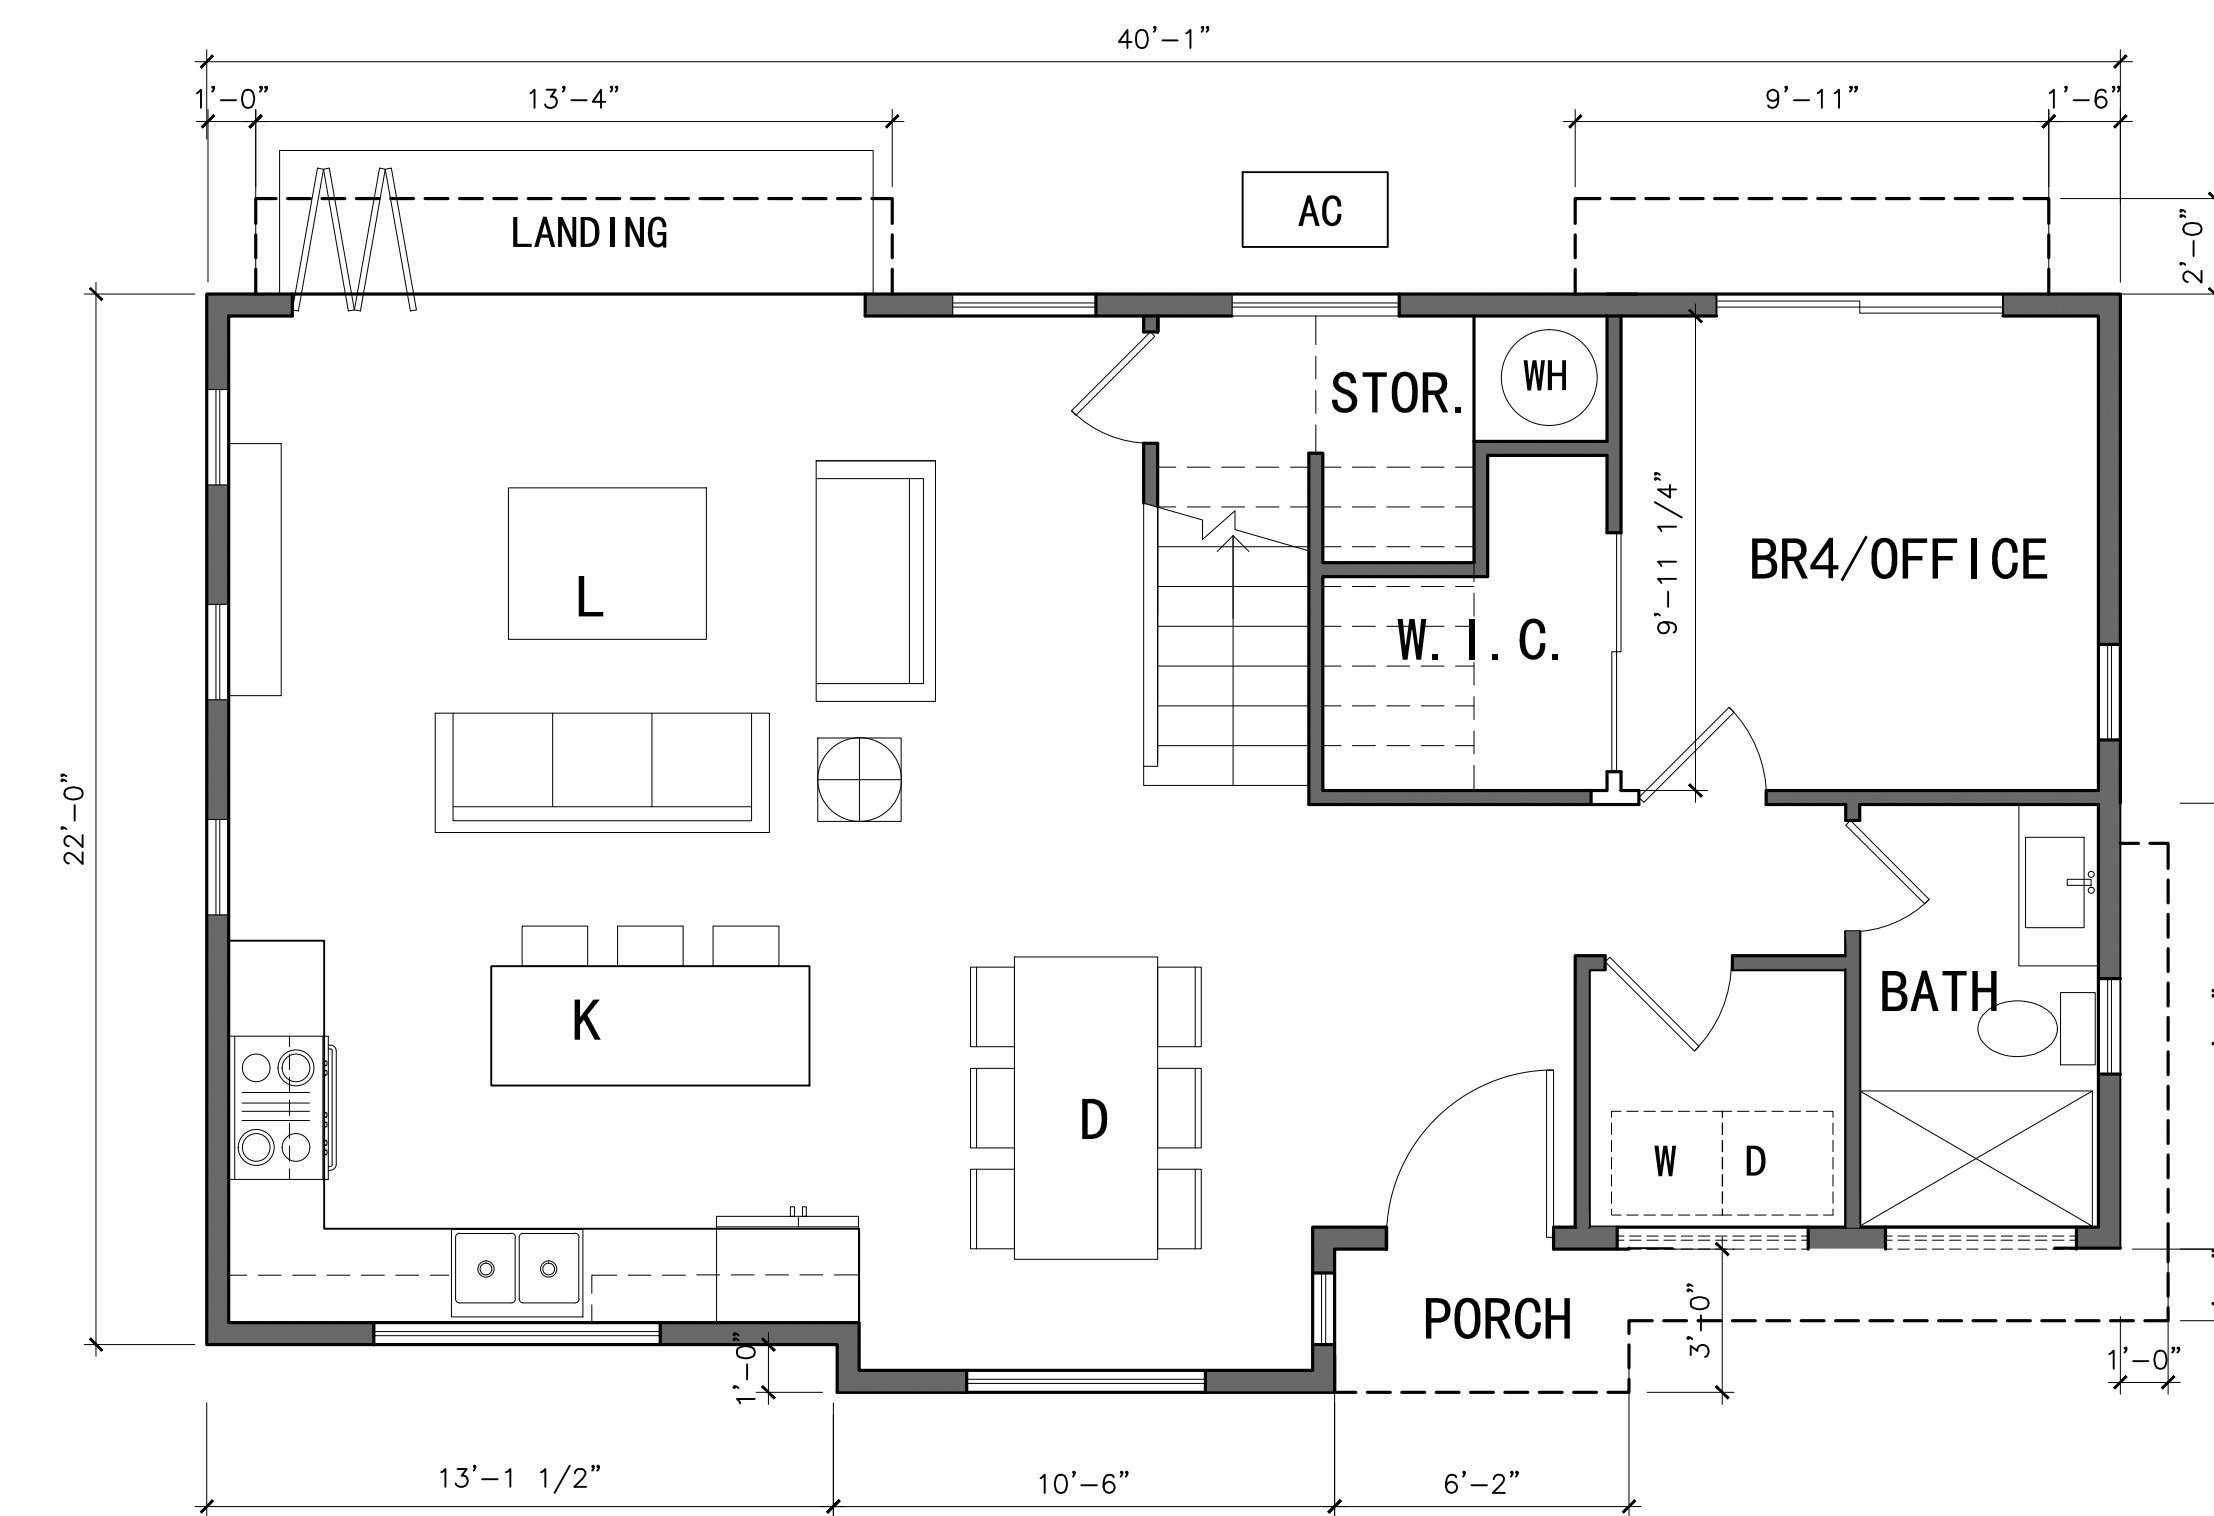 40'-1"
1'-0"
13'-4"
9'-11"
1'-6"
LANDING
AC
2'-0"
STOR.
WH
9'-11 1/4"
BR4/OFFICE
L
W.I.C.
22'-0"
K
BATH
D
W
D
PORCH
3'-0"
1'-0"
1'-0"
13'-1 1/2"
10'-6"
6'-2"